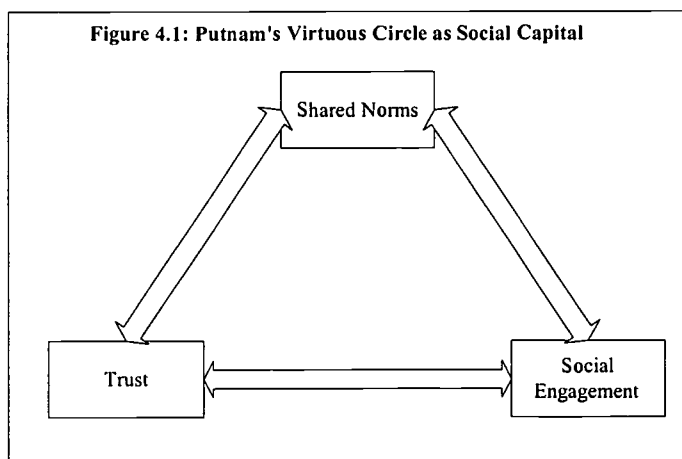 Figure 4.1: Putnam's Virtuous Circle as Social Capital
Shared Norms
Trust
Social
Engagement